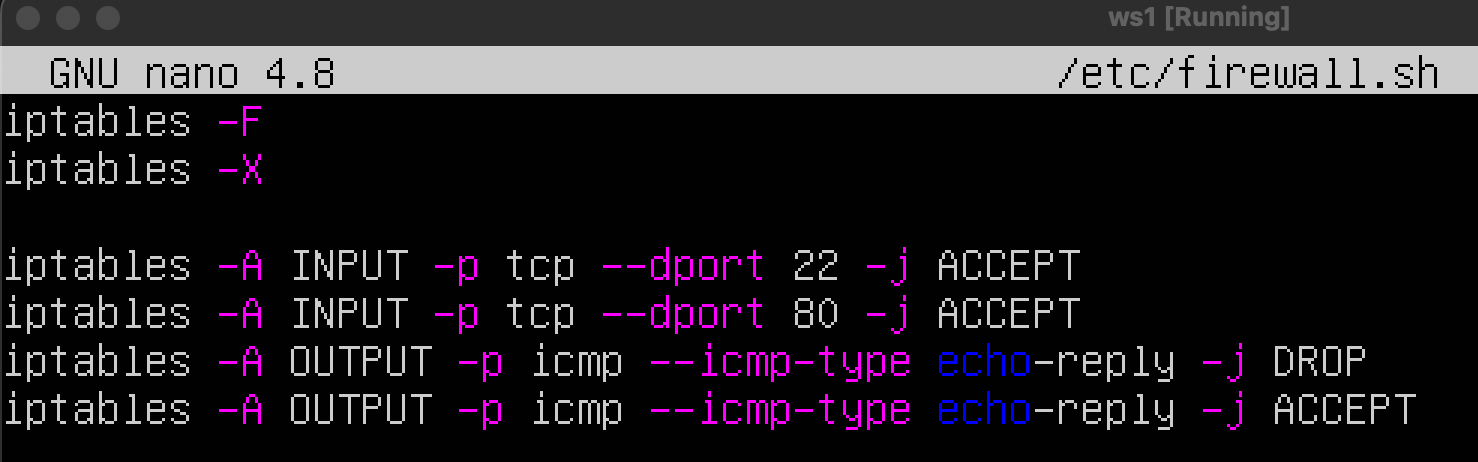 ws1 [Running]
GNU nano 4.8 /etc/firewall.sh
iptables -F
iptables -X
iptables -A INPUT -p tcp --dport 22 -j ACCEPT
iptables -A INPUT -p tcp --dport 80 -j ACCEPT
iptables -A OUTPUT -p icmp --icmp-type echo-reply -j DROP
iptables -A OUTPUT -p icmp --icmp-type echo-reply -j ACCEPT